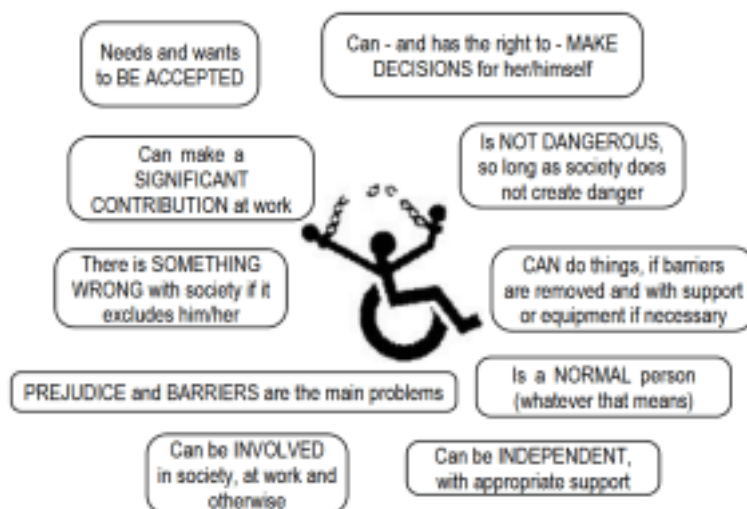 Needs and wants
to BE ACCEPTED
Can - and has the right to - MAKE
DECISIONS for her/himself
Can make a
SIGNIFICANT
CONTRIBUTION at work
Is NOT DANGEROUS,
so long as society does
not create danger
There is SOMETHING
WRONG with society if it
excludes him/her
CAN do things, if barriers
are removed and with support
or equipment if necessary
PREJUDICE and BARRIERS are the main problems
Is a NORMAL person
(whatever that means)
Can be INVOLVED
in society, at work and
otherwise
Can be INDEPENDENT,
with appropriate support